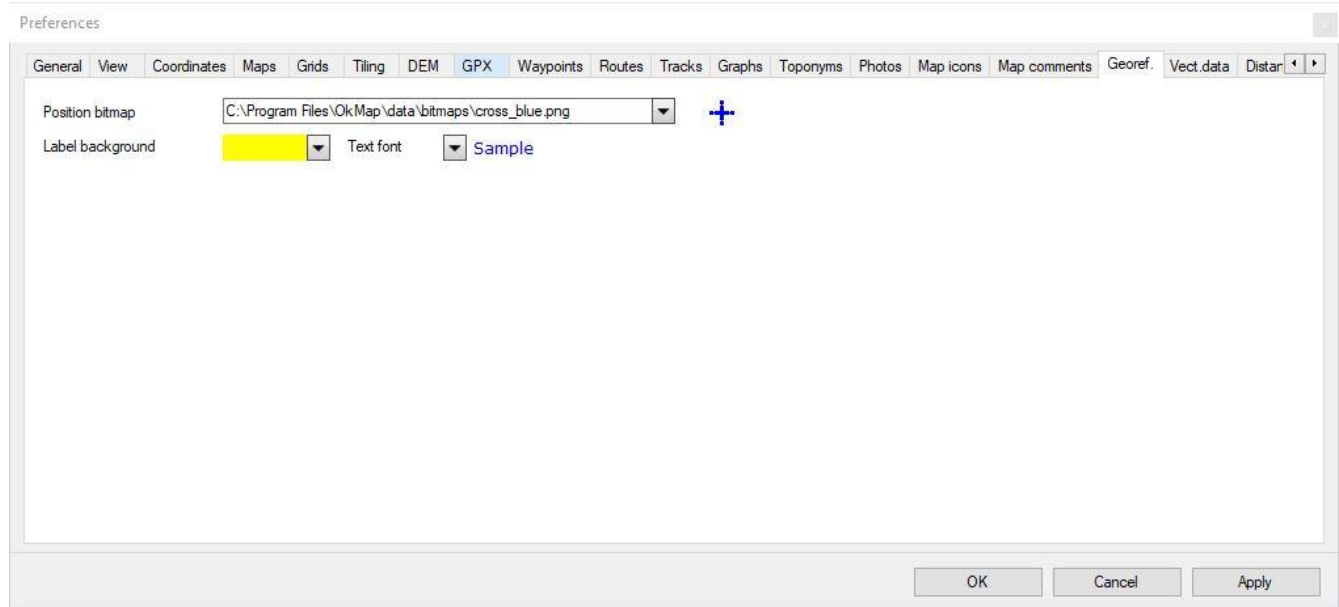 Preferences
General View Coordinates Maps Grids Tiling DEM GPX Waypoints Routes Tracks Graphs Toponyms Photos Map icons Map comments Georef. Vect.data Distar
Position bitmap C:\Program Files\OkMap\data\bitmaps\cross_blue.png
Label background Text font Sample
OK Cancel Apply